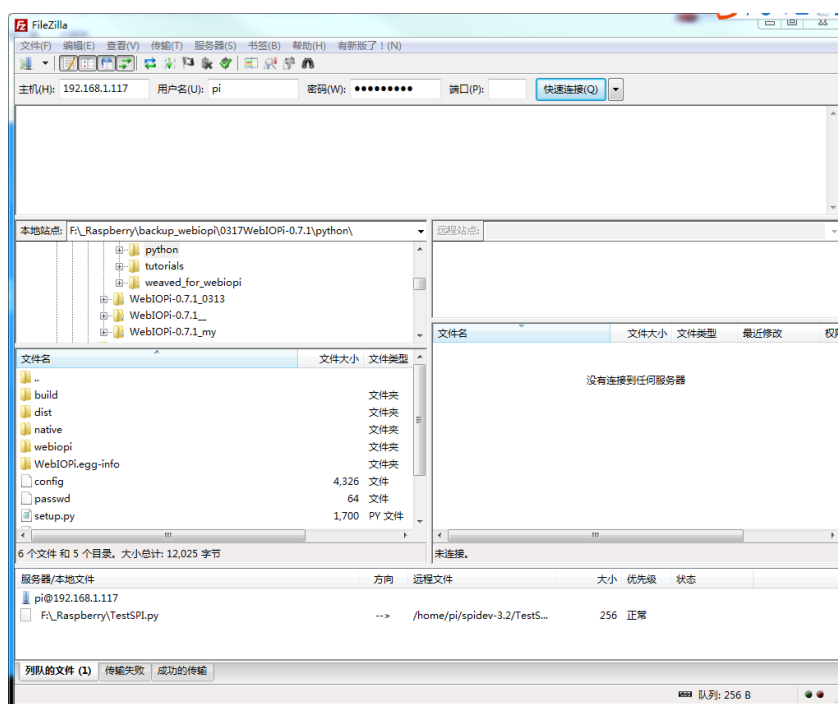 FileZilla
文件(F) 编辑(E) 查看(V) 传输(T) 服务器(S) 书签(B) 帮助(H) 有新版了！(N)
主机(H): 192.168.1.117 用户名(U): pi 密码(W): ●●●●●●●●● 端口(P): 快速连接(Q)
本地站点: F:\_Raspberry\backup_webiopi\0317WebIOPi-0.7.1\python\
远程站点:
python
tutorials
weaved_for_webiopi
WebIOPi-0.7.1_0313
WebIOPi-0.7.1__
WebIOPi-0.7.1_my
文件名 文件大小 文件类型
..
build 文件夹
dist 文件夹
native 文件夹
webiopi 文件夹
WebIOPi.egg-info 文件夹
config 4,326 文件
passwd 64 文件
setup.py 1,700 PY 文件
6 个文件 和 5 个目录。大小总计: 12,025 字节
文件名 文件大小 文件类型 最近修改
没有连接到任何服务器
未连接。
服务器/本地文件 方向 远程文件 大小 优先级 状态
pi@192.168.1.117
F:\_Raspberry\TestSPI.py --> /home/pi/spidev-3.2/TestS... 256 正常
列队的文件 (1) 传输失败 成功的传输
队列: 256 B